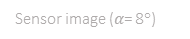 Sensor image (α= 8°)